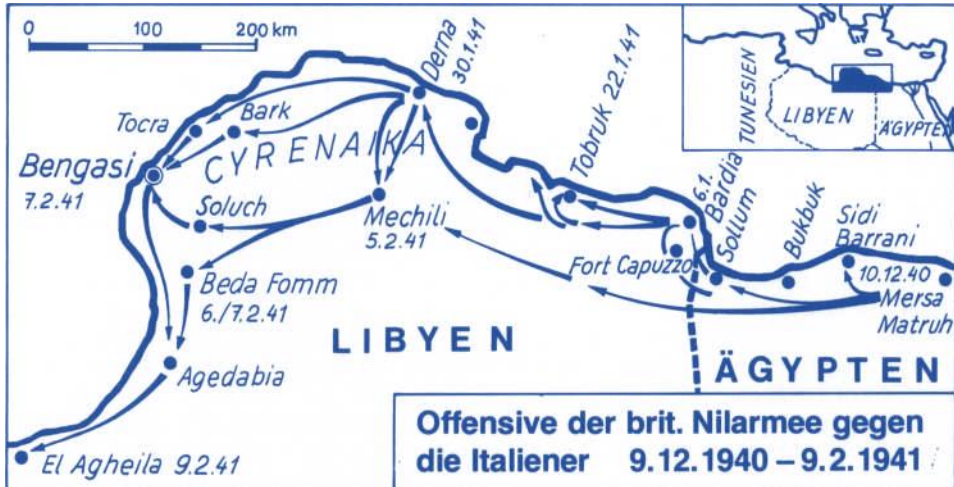 0 100 200 km
TUNESIEN
LIBYEN
ÄGYPTEN
Derna
30.1.41
Tobruk 22.1.41
Tocra
Bark
CYRENAIKA
Bengasi
7.2.41
Soluch
Mechili
5.2.41
6.1.
Bardia
Sollum
Bukbuk
Sidi
Barrani
10.12.40
Mersa
Matruh
Fort Capuzzo
Beda Fomm
6./7.2.41
LIBYEN
ÄGYPTEN
Agedabia
El Agheila 9.2.41
Offensive der brit. Nilarmee gegen
die Italiener 9.12.1940 – 9.2.1941